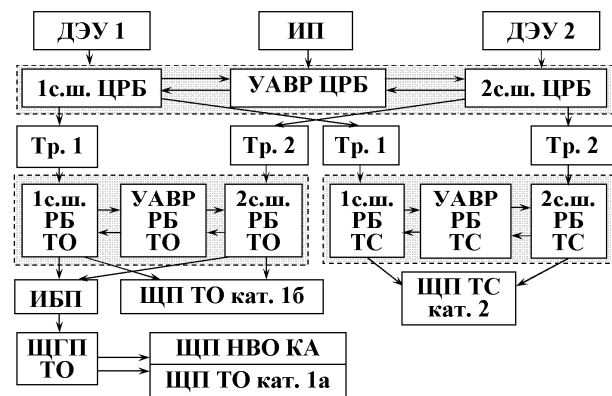 ДЭУ 1 ИП ДЭУ 2
1с.ш. ЦРБ УАВР ЦРБ 2с.ш. ЦРБ
Тр. 1 Тр. 2 Тр. 1 Тр. 2
1с.ш. УАВР 2с.ш. 1с.ш. УАВР 2с.ш.
РБ РБ РБ РБ РБ РБ
ТО ТО ТО ТС ТС ТС
ИБП ЩП ТО кат. 1б ЩП ТС
кат. 2
ЩГП ЩП НВО КА
ТО ЩП ТО кат. 1а